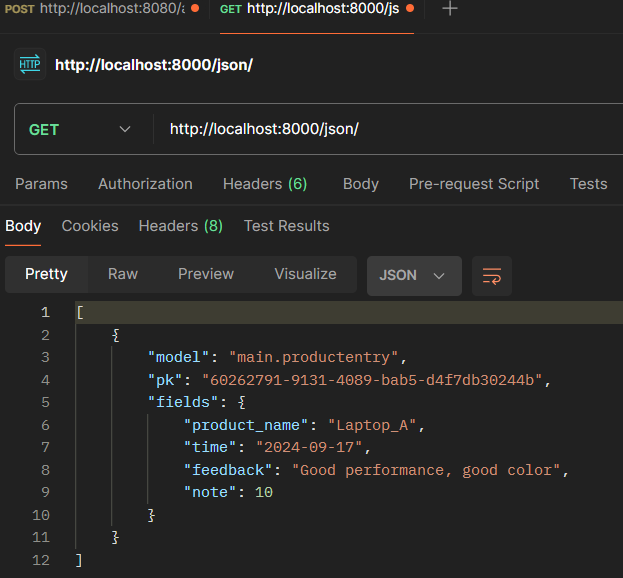 POST http://localhost:8080/a
GET http://localhost:8000/js
HTTP http://localhost:8000/json/
GET http://localhost:8000/json/
Params Authorization Headers (6) Body Pre-request Script Tests
Body Cookies Headers (8) Test Results
Pretty Raw Preview Visualize JSON
1 [
2 {
3 "model": "main.productentry",
4 "pk": "60262791-9131-4089-bab5-d4f7db30244b",
5 "fields": {
6 "product_name": "Laptop_A",
7 "time": "2024-09-17",
8 "feedback": "Good performance, good color",
9 "note": 10
10 }
11 }
12 ]